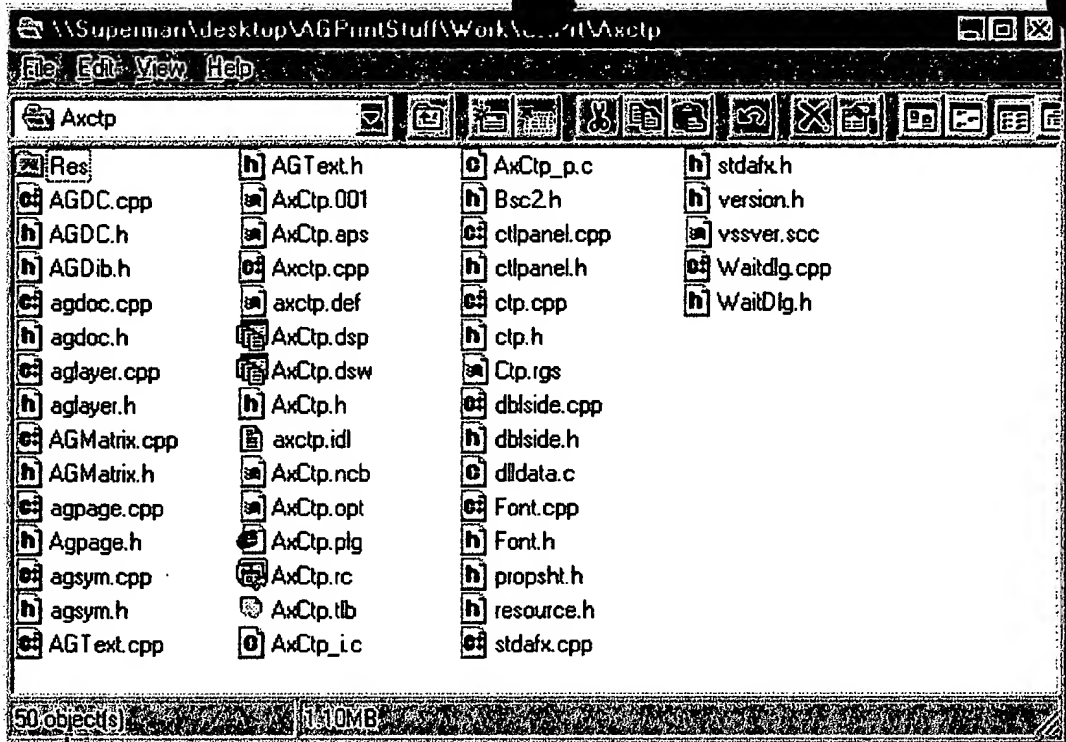 \\Superman\desktop\AGPrintStuff\Work\ \Axctp
File Edit View Help
Axctp
Res
AGDC.cpp
AGDC.h
AGDib.h
agdoc.cpp
agdoc.h
aglayer.cpp
aglayer.h
AGMatrix.cpp
AGMatrix.h
agpage.cpp
Agpage.h
agsym.cpp
agsym.h
AGText.cpp
AGText.h
AxCtp.001
AxCtp.aps
Axctp.cpp
axctp.def
AxCtp.dsp
AxCtp.dsw
AxCtp.h
axctp.idl
AxCtp.ncb
AxCtp.opt
AxCtp.plg
AxCtp.rc
AxCtp.tlb
AxCtp_i.c
AxCtp_p.c
Bsc2.h
ctlpanel.cpp
ctlpanel.h
ctp.cpp
ctp.h
Ctp.rgs
dblside.cpp
dblside.h
dlldata.c
Font.cpp
Font.h
propsht.h
resource.h
stdafx.cpp
stdafx.h
version.h
vssver.scc
Waitdlg.cpp
WaitDlg.h
50 object(s)
1.10MB